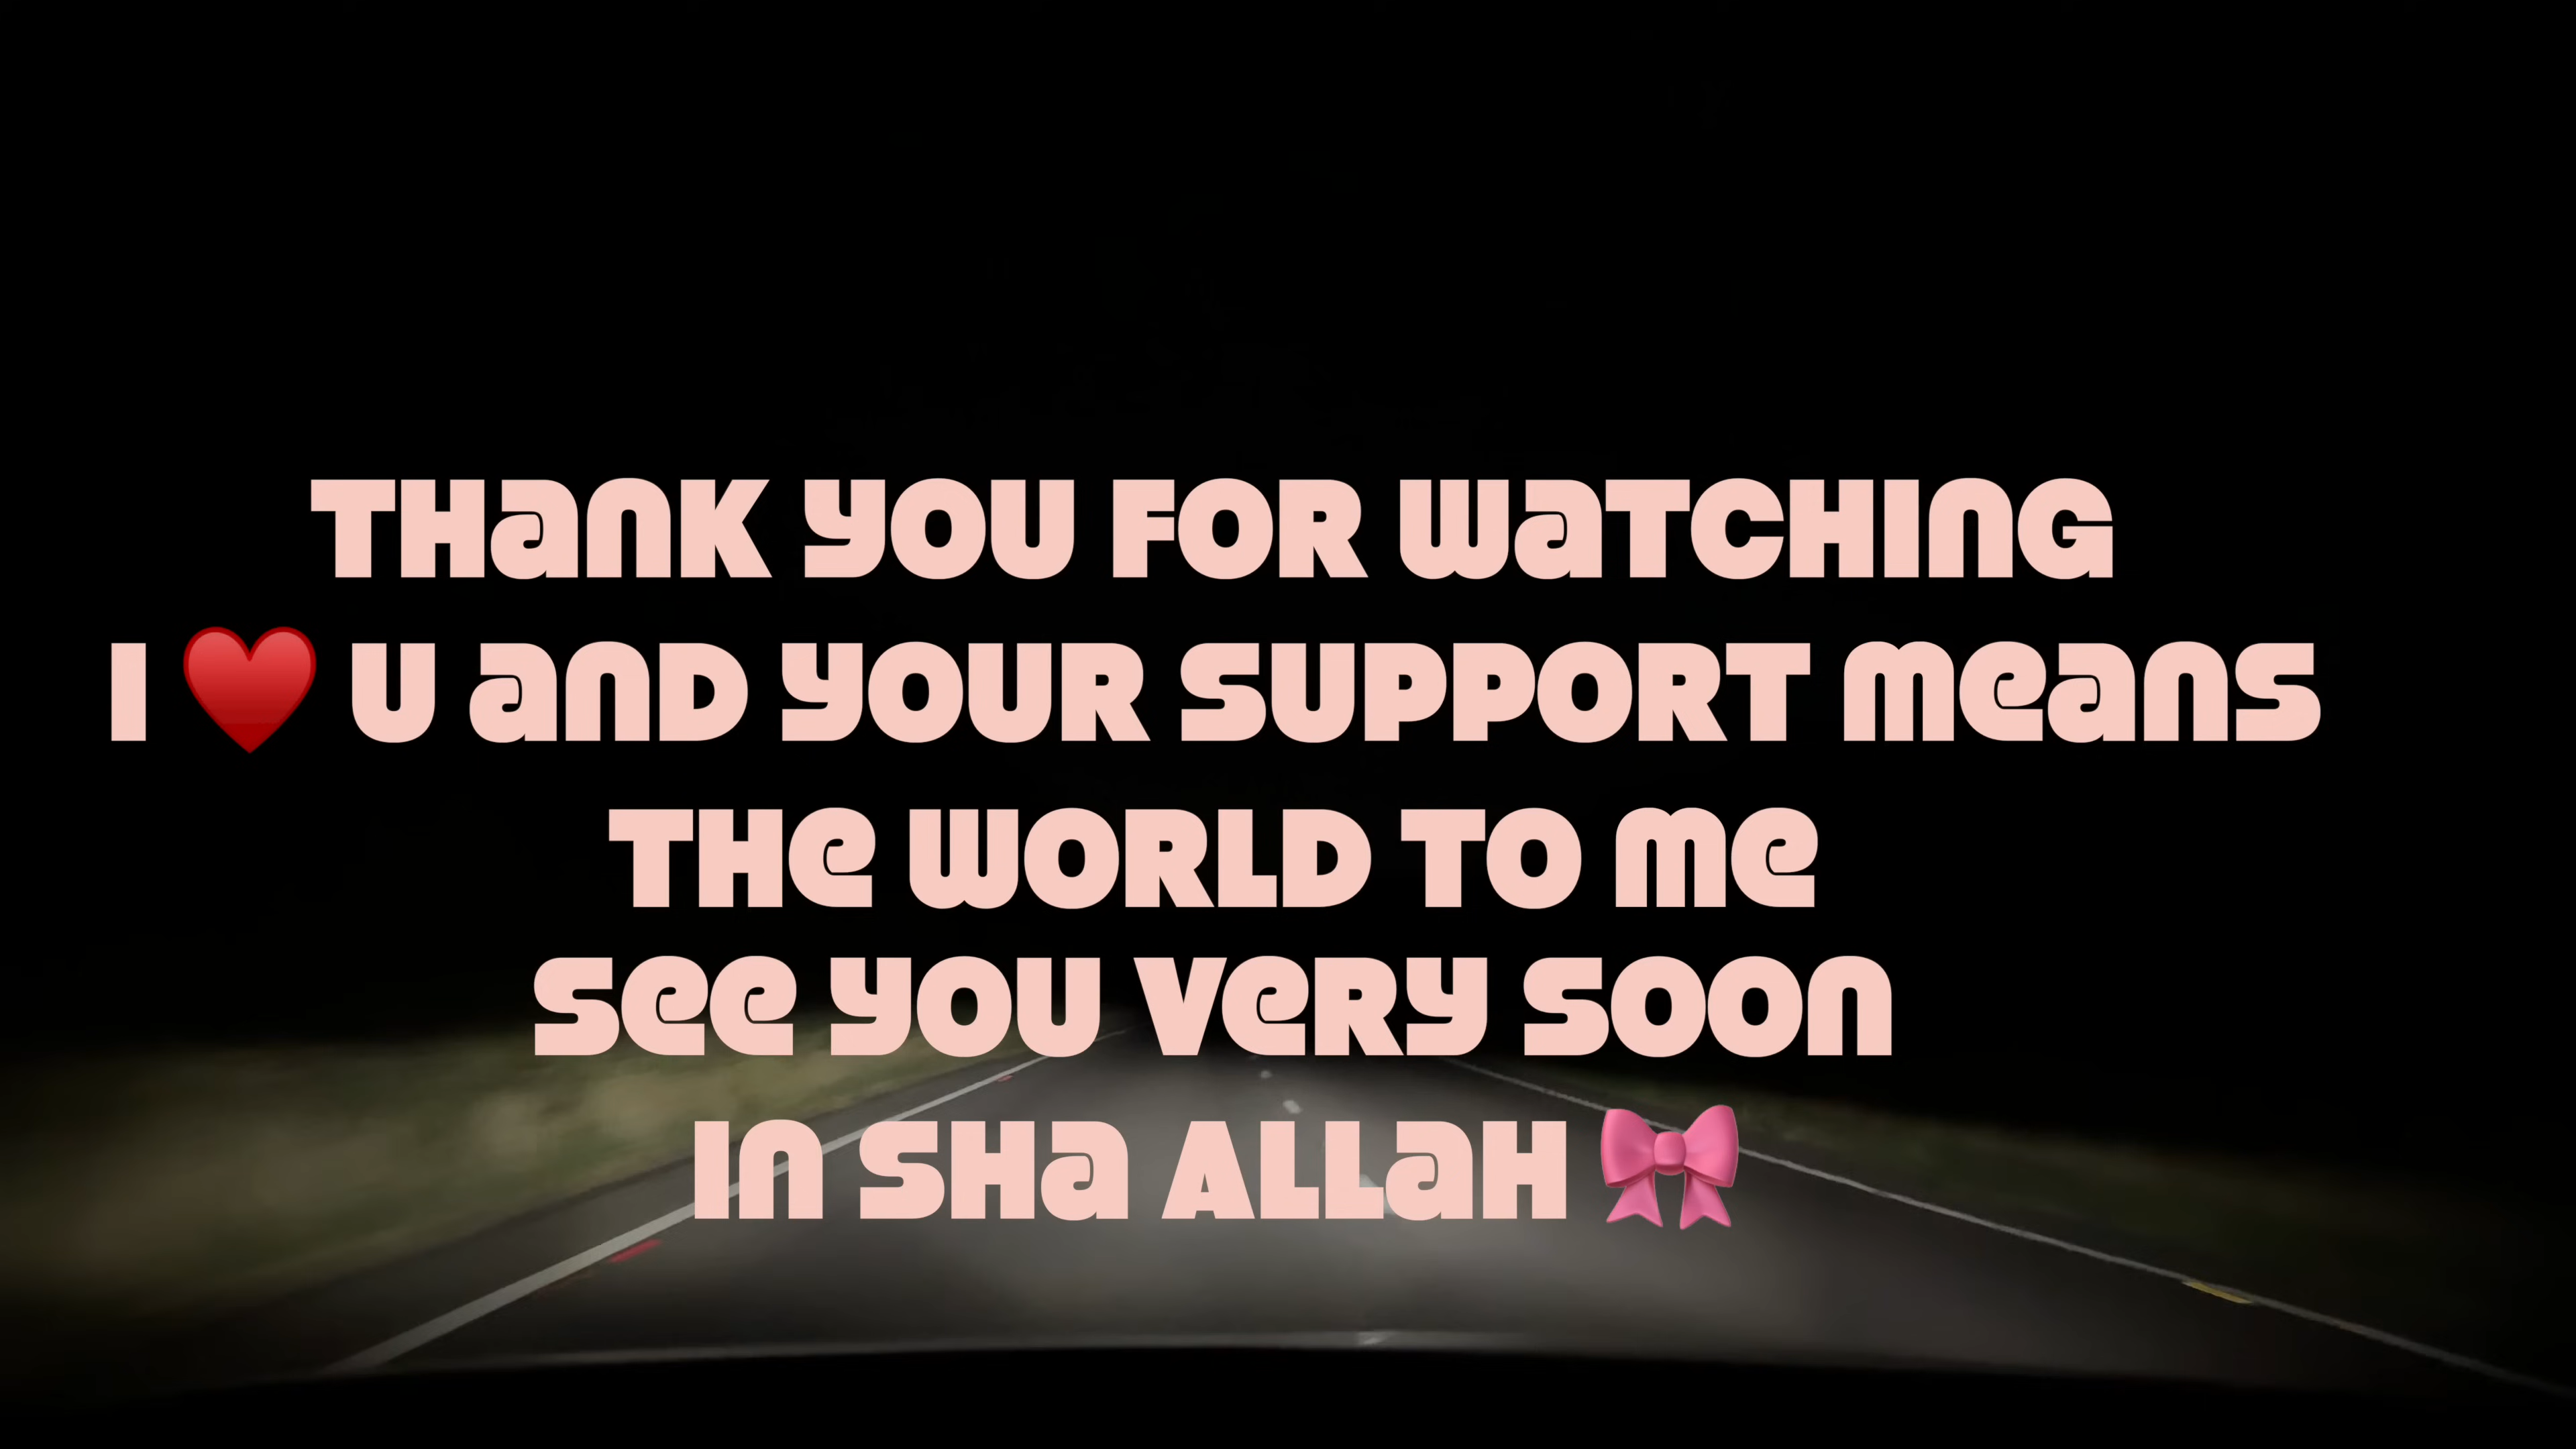 THANK YOU FOR WATCHING
I ♥️ U AND YOUR SUPPORT MEANS
THE WORLD TO ME
SEE YOU VERY SOON
IN SHA ALLAH 🎀